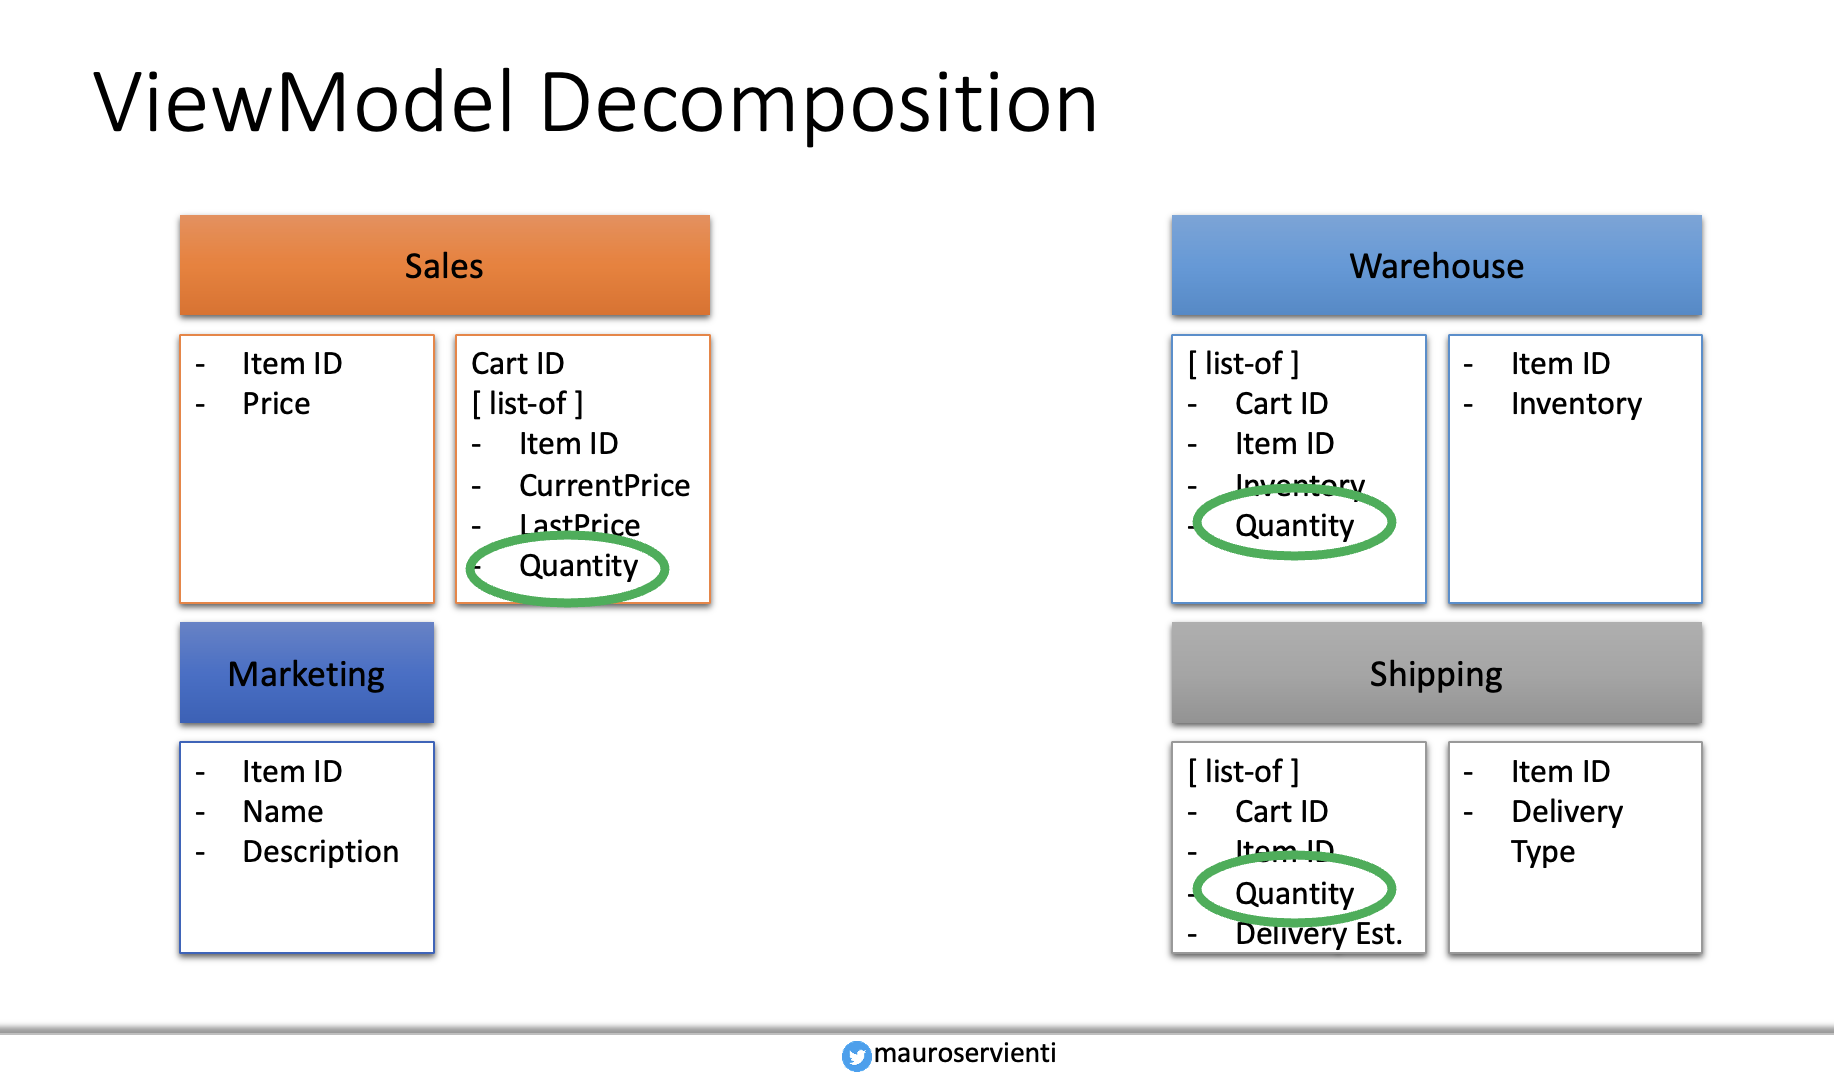 ViewModel Decomposition
Sales
- Item ID
- Price
Cart ID
[ list-of ]
- Item ID
- CurrentPrice
- LastPrice
- Quantity
Marketing
- Item ID
- Name
- Description
Warehouse
[ list-of ]
- Cart ID
- Item ID
- Inventory
- Quantity
- Item ID
- Inventory
Shipping
[ list-of ]
- Cart ID
- Item ID
- Quantity
- Delivery Est.
- Item ID
- Delivery
Type
mauroservienti